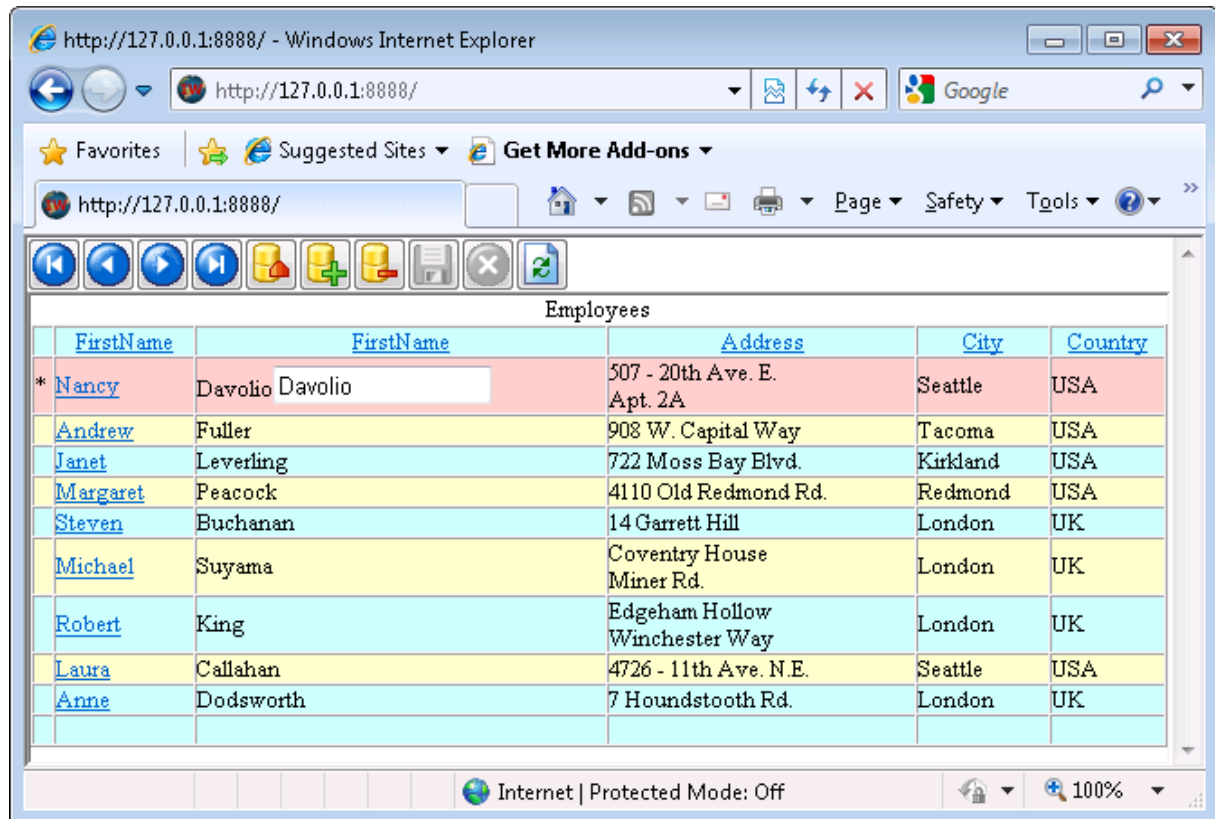 http://127.0.0.1:8888/ - Windows Internet Explorer
http://127.0.0.1:8888/
Google
Favorites
Suggested Sites
Get More Add-ons
http://127.0.0.1:8888/
Page
Safety
Tools
Employees
FirstName FirstName Address City Country
* Nancy Davolio Davolio 507 - 20th Ave. E. Seattle USA
Apt. 2A
Andrew Fuller 908 W. Capital Way Tacoma USA
Janet Leverling 722 Moss Bay Blvd. Kirkland USA
Margaret Peacock 4110 Old Redmond Rd. Redmond USA
Steven Buchanan 14 Garrett Hill London UK
Michael Suyama Coventry House London UK
Miner Rd.
Robert King Edgeham Hollow London UK
Winchester Way
Laura Callahan 4726 - 11th Ave. N.E. Seattle USA
Anne Dodsworth 7 Houndstooth Rd. London UK
Internet | Protected Mode: Off
100%